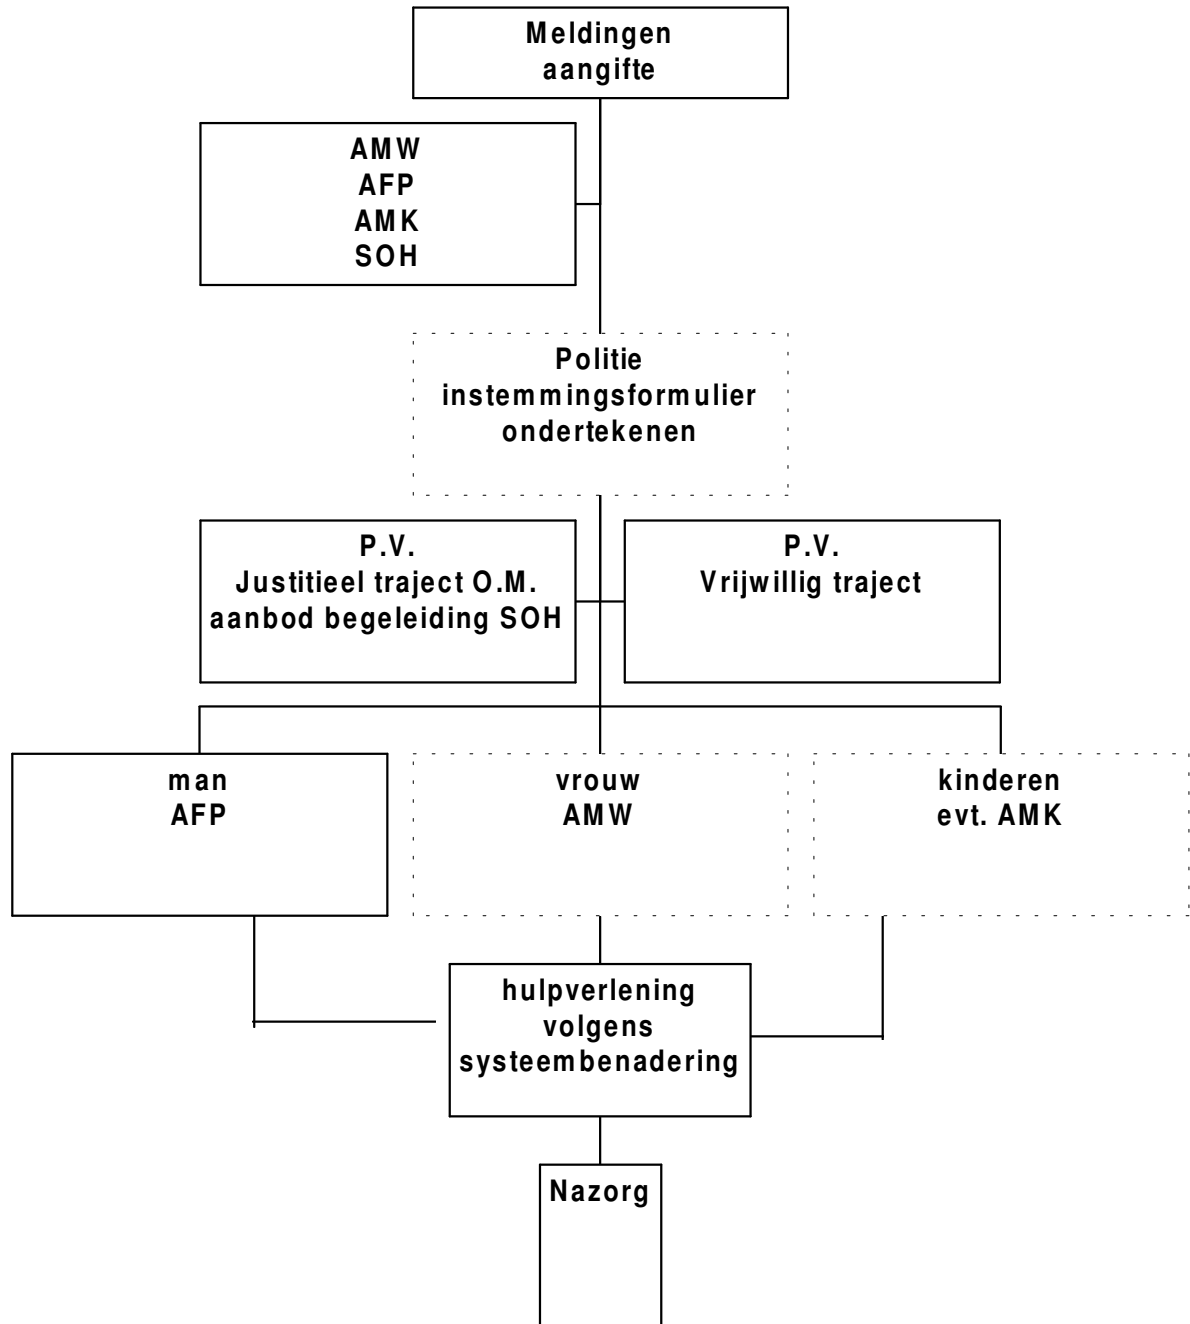 Meldingen
aangifte
AMW
AFP
AMK
SOH
Politie
instemmingsformulier
ondertekenen
P.V.
Justitieel traject O.M.
aanbod begeleiding SOH
P.V.
Vrijwillig traject
man
AFP
vrouw
AMW
kinderen
evt. AMK
hulpverlening
volgens
systeembenadering
Nazorg